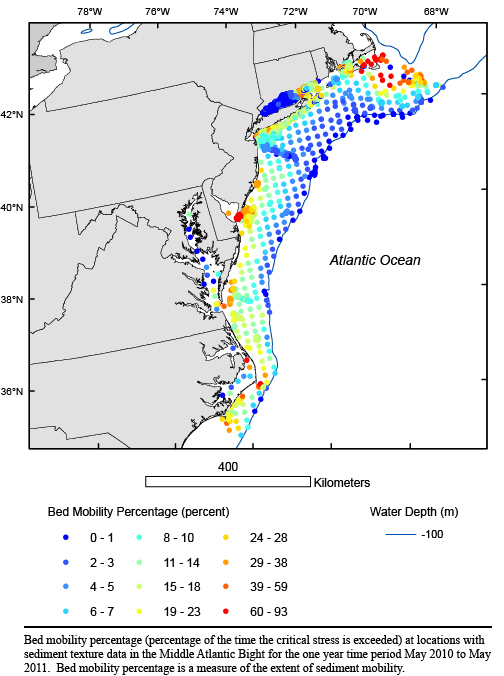 78°W 76°W 74°W 72°W 70°W 68°W
42°N
40°N
Atlantic Ocean
38°N
36°N
400
Kilometers
Bed Mobility Percentage (percent) Water Depth (m)
0 - 1 8 - 10 24 - 28 -100
2 - 3 11 - 14 29 - 38
4 - 5 15 - 18 39 - 59
6 - 7 19 - 23 60 - 93
Bed mobility percentage (percentage of the time the critical stress is exceeded) at locations with
sediment texture data in the Middle Atlantic Bight for the one year time period May 2010 to May
2011. Bed mobility percentage is a measure of the extent of sediment mobility.